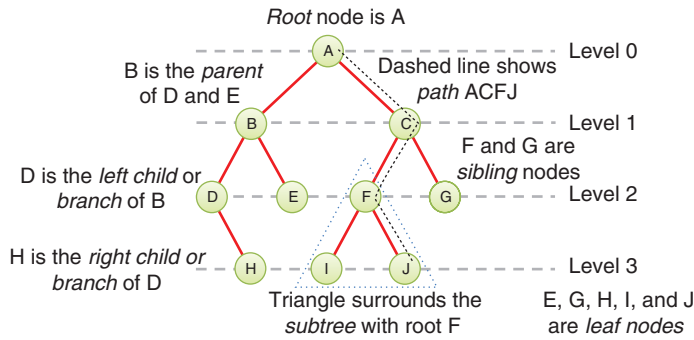 Root node is A
A
Level 0
B is the parent
of D and E
Dashed line shows
path ACFJ
B
C
Level 1
F and G are
sibling nodes
D is the left child or
branch of B
D
E
F
G
Level 2
H is the right child or
branch of D
H
I
J
Level 3
Triangle surrounds the
subtree with root F
E, G, H, I, and J
are leaf nodes